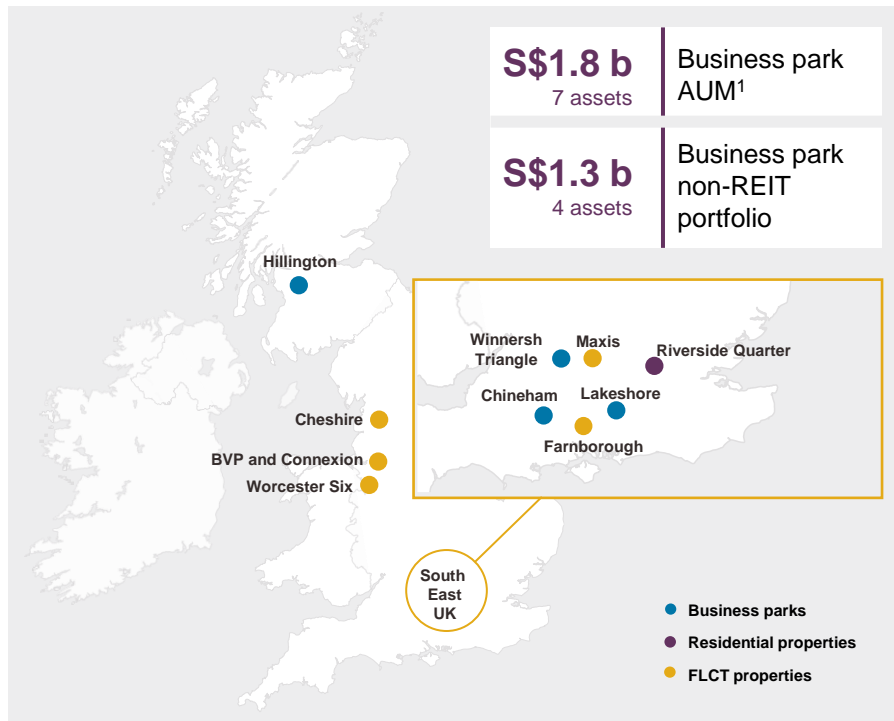 S$1.8 b
7 assets
Business park
AUM¹
S$1.3 b
4 assets
Business park
non-REIT
portfolio
Hillington
Winnersh
Triangle
Maxis
Riverside Quarter
Chineham
Lakeshore
Farnborough
Cheshire
BVP and Connexion
Worcester Six
South
East
UK
Business parks
Residential properties
FLCT properties